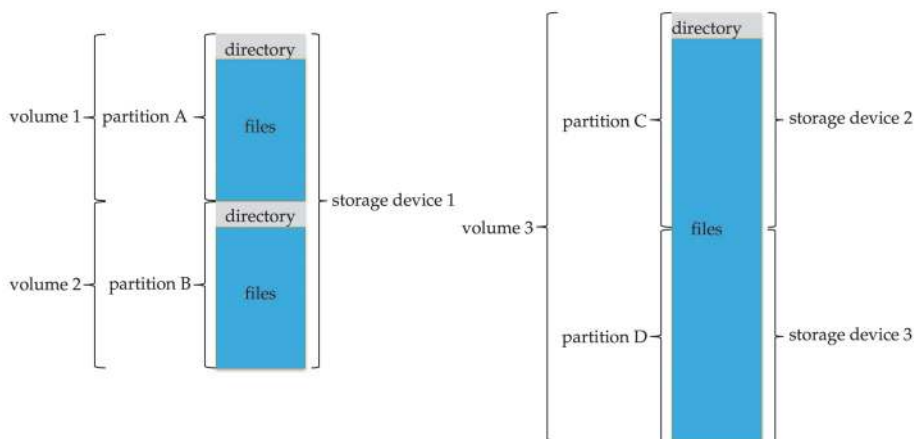 directory
volume 1
partition A
files
storage device 1
directory
volume 2
partition B
files
directory
partition C
storage device 2
volume 3
files
partition D
storage device 3